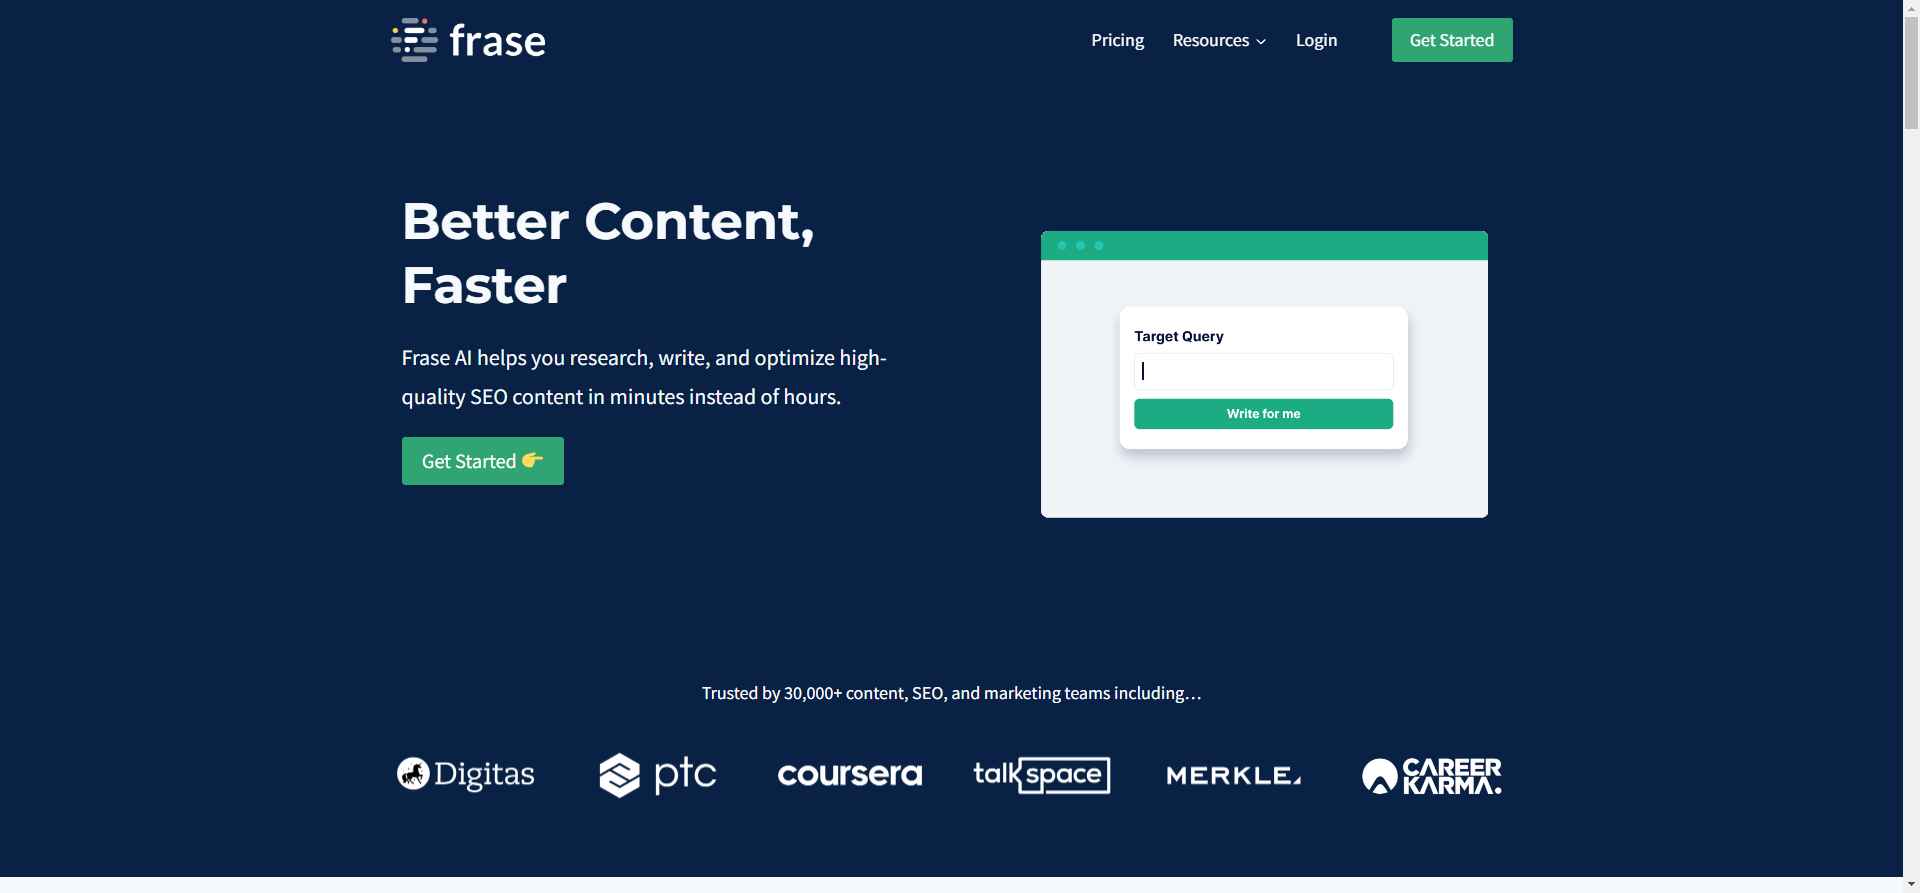 frase
Pricing
Resources
Login
Get Started
Better Content,
Faster
Frase AI helps you research, write, and optimize high-
quality SEO content in minutes instead of hours.
Get Started 👉
Target Query
Write for me
Trusted by 30,000+ content, SEO, and marketing teams including…
Digitas
ptc
coursera
talkspace
MERKLE
CAREER
KARMA.